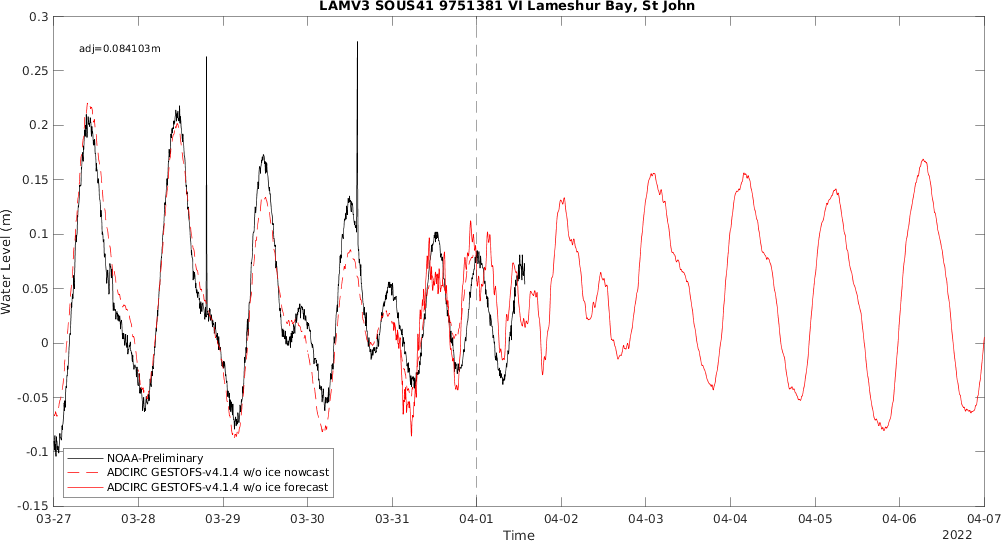 LAMV3 SOUS41 9751381 VI Lameshur Bay, St John
adj=0.084103m
0.3
0.25
0.2
0.15
0.1
0.05
0
-0.05
-0.1
-0.15
Water Level (m)
NOAA-Preliminary
ADCIRC GESTOFS-v4.1.4 w/o ice nowcast
ADCIRC GESTOFS-v4.1.4 w/o ice forecast
03-27 03-28 03-29 03-30 03-31 04-01 04-02 04-03 04-04 04-05 04-06 04-07
Time
2022